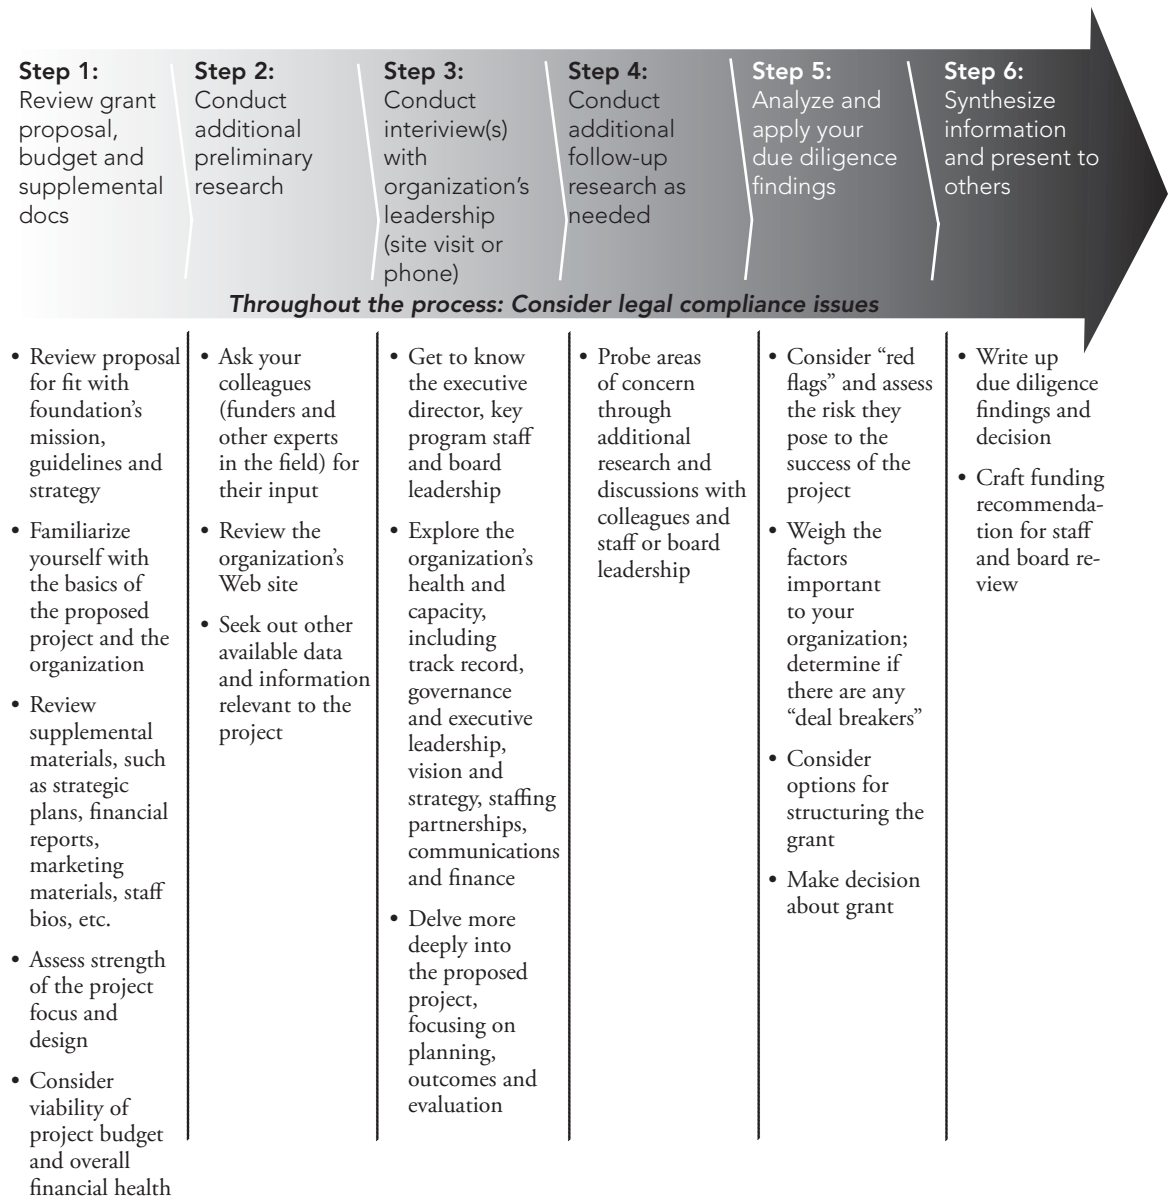 Step 1:
Review grant
proposal,
budget and
supplemental
docs
Step 2:
Conduct
additional
preliminary
research
Step 3:
Conduct
interiview(s)
with
organization's
leadership
(site visit or
phone)
Step 4:
Conduct
additional
follow-up
research as
needed
Step 5:
Analyze and
apply your
due diligence
findings
Step 6:
Synthesize
information
and present to
others
Throughout the process: Consider legal compliance issues
• Review proposal
for fit with
foundation's
mission,
guidelines and
strategy
• Familiarize
yourself with
the basics of
the proposed
project and the
organization
• Review
supplemental
materials, such
as strategic
plans, financial
reports,
marketing
materials, staff
bios, etc.
• Assess strength
of the project
focus and
design
• Consider
viability of
project budget
and overall
financial health
• Ask your
colleagues
(funders and
other experts
in the field) for
their input
• Review the
organization's
Web site
• Seek out other
available data
and information
relevant to the
project
• Get to know
the executive
director, key
program staff
and board
leadership
• Explore the
organization's
health and
capacity,
including
track record,
governance
and executive
leadership,
vision and
strategy, staffing
partnerships,
communications
and finance
• Delve more
deeply into
the proposed
project,
focusing on
planning,
outcomes and
evaluation
• Probe areas
of concern
through
additional
research and
discussions with
colleagues and
staff or board
leadership
• Consider “red
flags” and assess
the risk they
pose to the
success of the
project
• Weigh the
factors
important
to your
organization;
determine if
there are any
“deal breakers”
• Consider
options for
structuring the
grant
• Make decision
about grant
• Write up
due diligence
findings and
decision
• Craft funding
recommenda-
tion for staff
and board re-
view